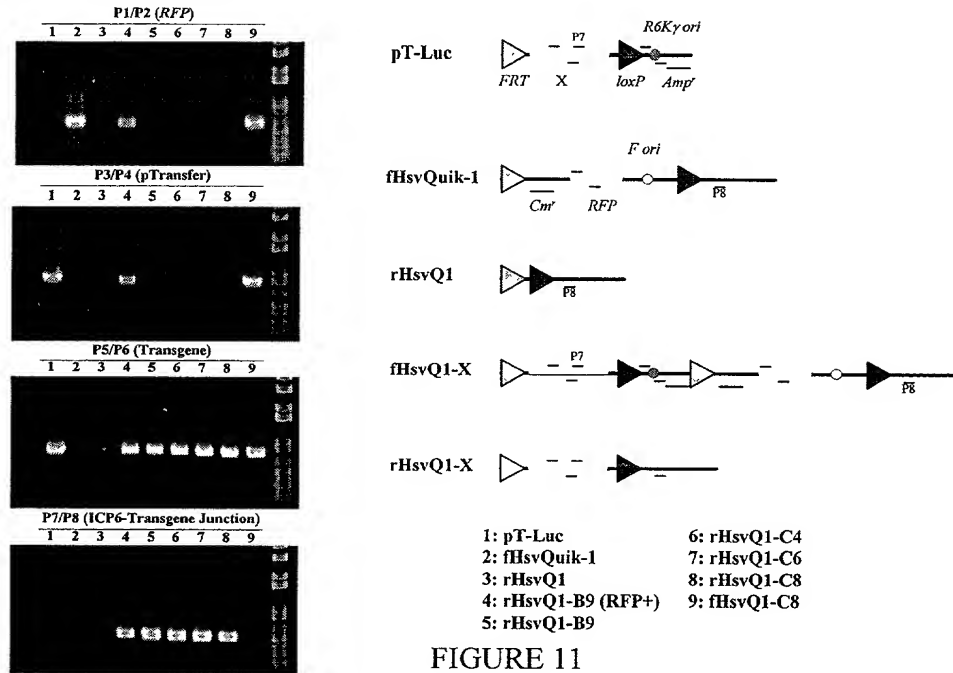 P1/P2 (RFP)
1 2 3 4 5 6 7 8 9
P3/P4 (pTransfer)
1 2 3 4 5 6 7 8 9
P5/P6 (Transgene)
1 2 3 4 5 6 7 8 9
P7/P8 (ICP6-Transgene Junction)
1 2 3 4 5 6 7 8 9
R6Kγ ori
pT-Luc
P7
FRT X loxP Ampʳ
F ori
fHsvQuik-1
Cmʳ RFP P8
rHsvQ1
P8
fHsvQ1-X
P7
P8
rHsvQ1-X
1: pT-Luc
2: fHsvQuik-1
3: rHsvQ1
4: rHsvQ1-B9 (RFP+)
5: rHsvQ1-B9
6: rHsvQ1-C4
7: rHsvQ1-C6
8: rHsvQ1-C8
9: fHsvQ1-C8
FIGURE 11